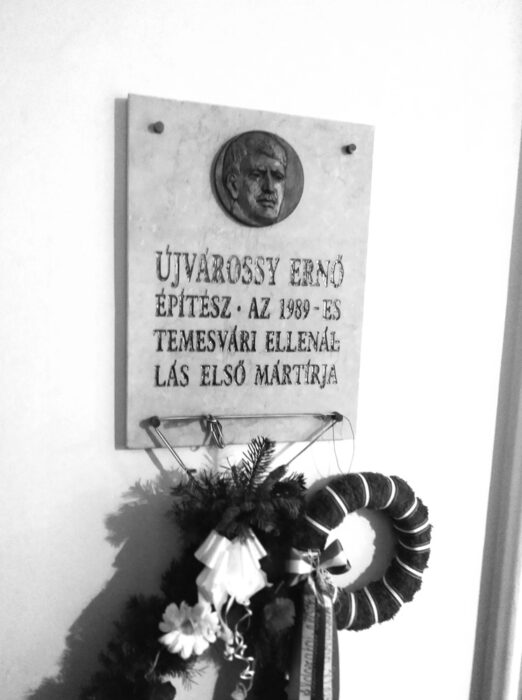 ÚJVÁROSSY ERNŐ
ÉPÍTÉSZ · AZ 1989-ES
TEMESVÁRI ELLENÁL-
LÁS ELSŐ MÁRTÍRJA